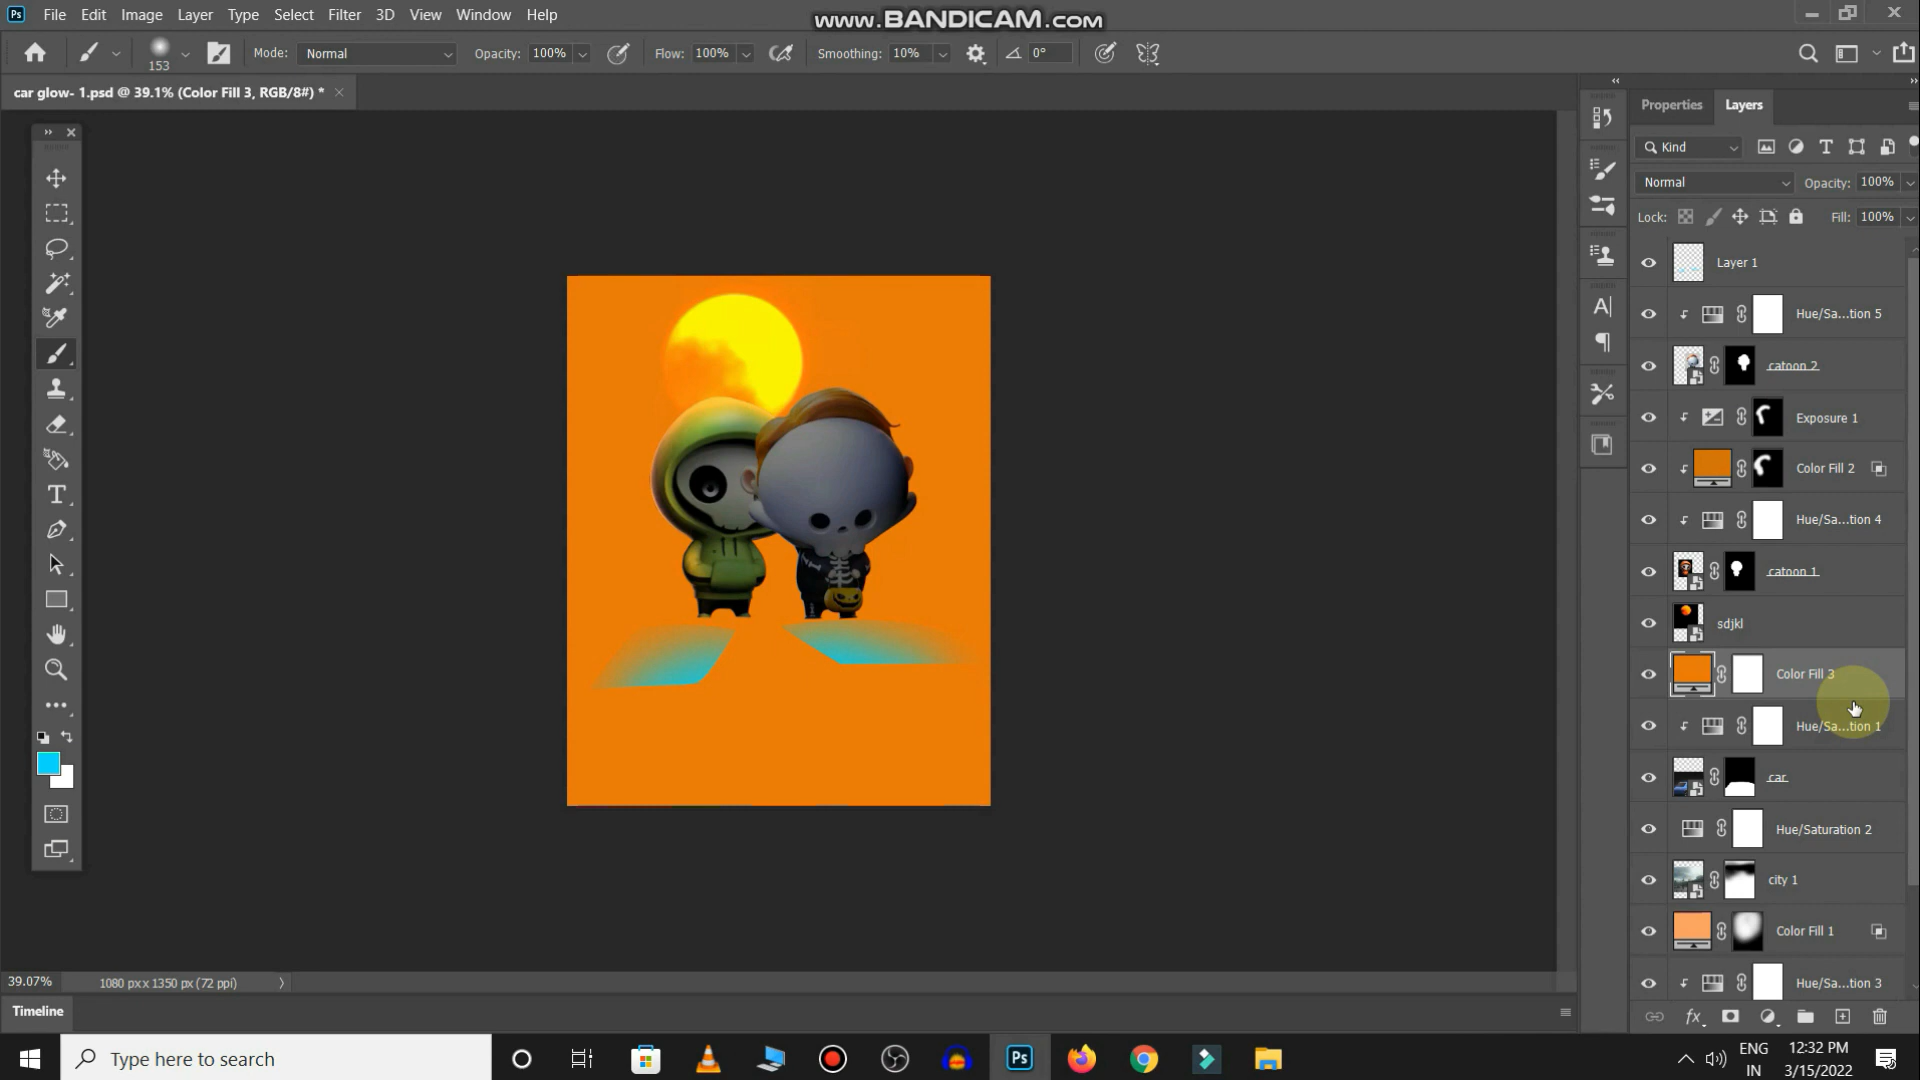 File Edit Image Layer Type Select Filter 3D View Window Help
www.BANDICAM.com
153 Mode: Normal Opacity: 100% Flow: 100% Smoothing: 10% 0°
car glow- 1.psd @ 39.1% (Color Fill 3, RGB/8#) *
Properties Layers
Kind
Normal Opacity: 100%
Lock: Fill: 100%
Layer 1
Hue/Sa...tion 5
catoon 2
Exposure 1
Color Fill 2
Hue/Sa...tion 4
catoon 1
sdjkl
Color Fill 3
Hue/Sa...tion 1
car
Hue/Saturation 2
city 1
Color Fill 1
Hue/Sa...tion 3
39.07% 1080 px x 1350 px (72 ppi)
Timeline
Type here to search
ENG
IN
12:32 PM
3/15/2022